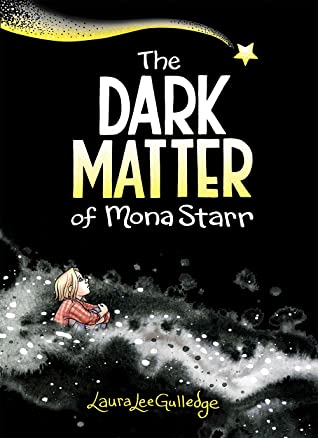 The
DARK
MATTER
of Mona Starr
Laura Lee Gulledge